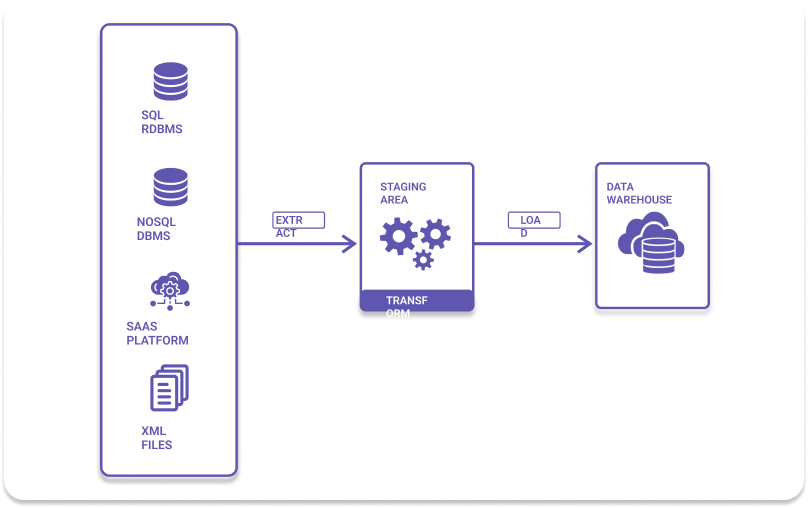 SQL
RDBMS
NOSQL
DBMS
SAAS
PLATFORM
XML
FILES
EXTR
ACT
STAGING
AREA
TRANSF
ORM
LOA
D
DATA
WAREHOUSE